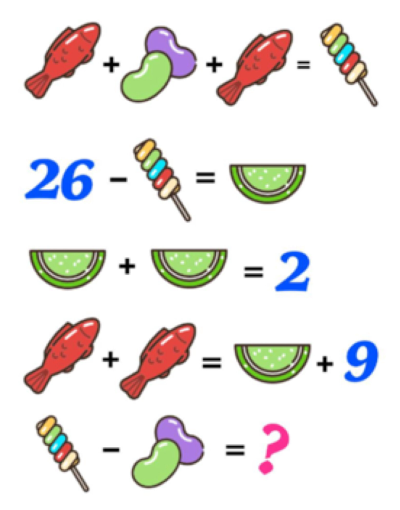 + + =
26 - =
+ = 2
+ = + 9
- = ?